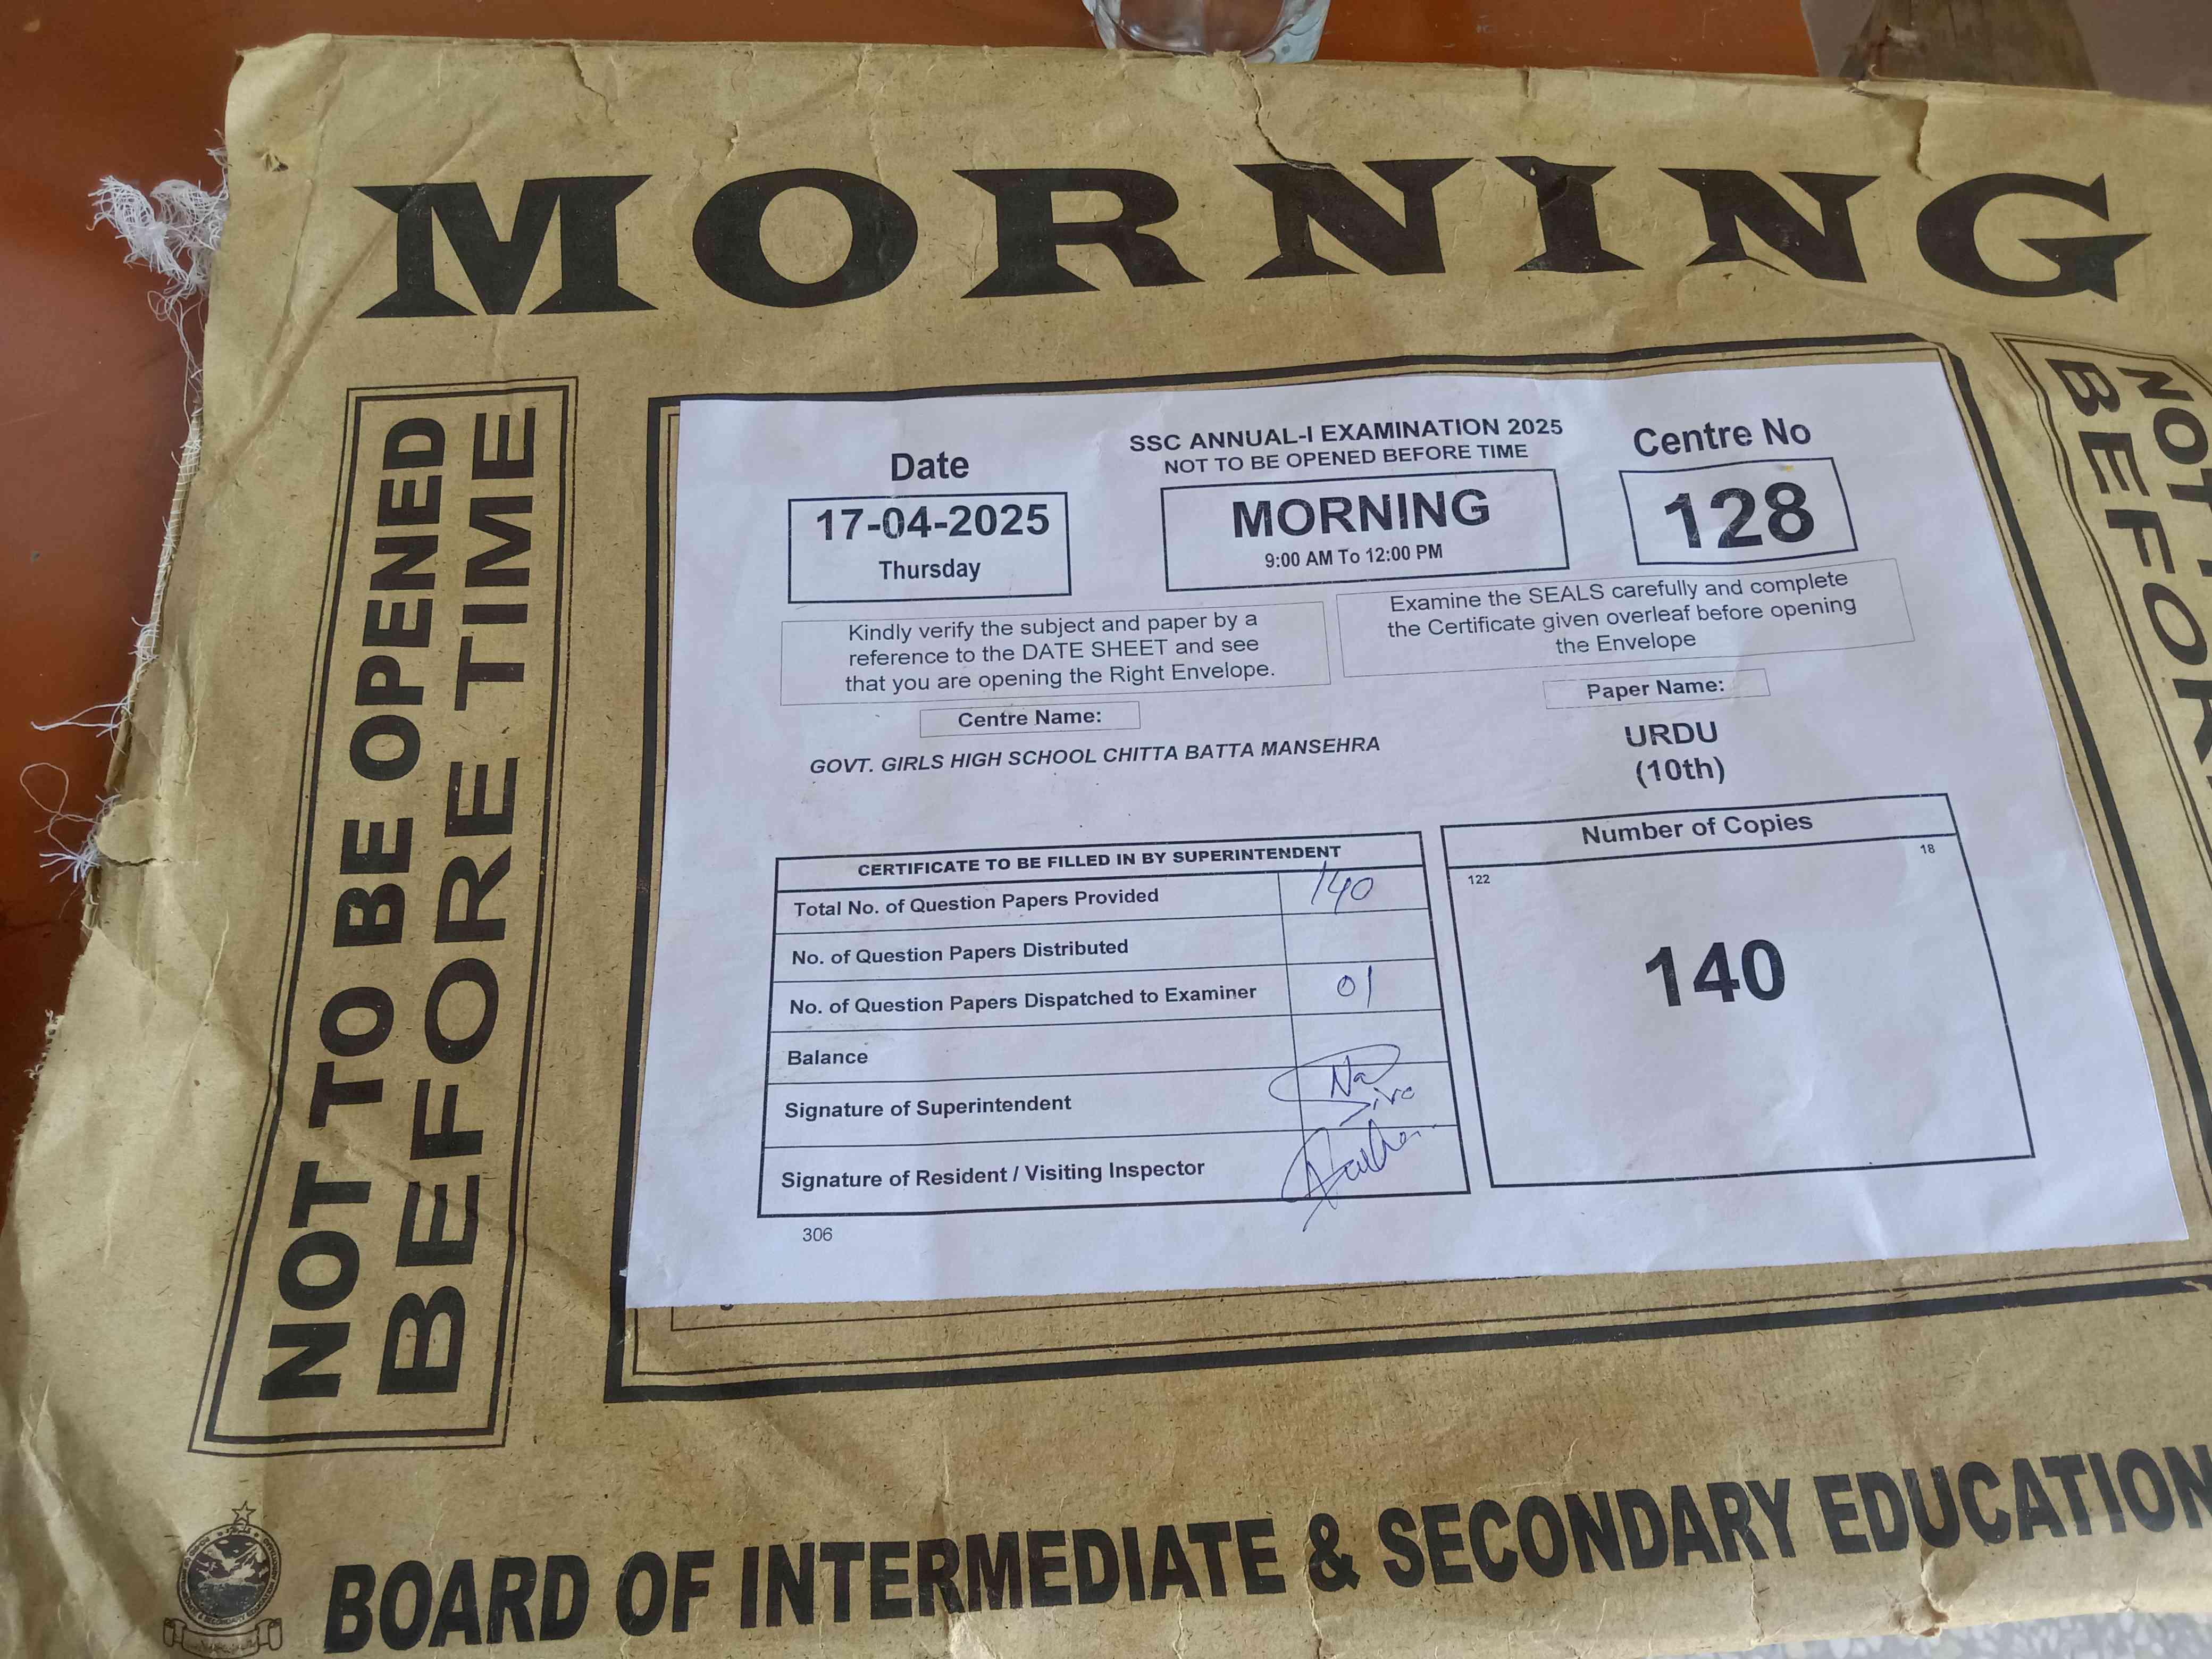 MORNING
NOT TO BE OPENED
BEFORE TIME
NOT
BEFOR
Date
17-04-2025
Thursday
SSC ANNUAL-I EXAMINATION 2025
NOT TO BE OPENED BEFORE TIME
MORNING
9:00 AM To 12:00 PM
Centre No
128
Kindly verify the subject and paper by a
reference to the DATE SHEET and see
that you are opening the Right Envelope.
Examine the SEALS carefully and complete
the Certificate given overleaf before opening
the Envelope
Centre Name:
GOVT. GIRLS HIGH SCHOOL CHITTA BATTA MANSEHRA
Paper Name:
URDU
(10th)
CERTIFICATE TO BE FILLED IN BY SUPERINTENDENT
Total No. of Question Papers Provided 140
No. of Question Papers Distributed
No. of Question Papers Dispatched to Examiner 01
Balance
Signature of Superintendent
Signature of Resident / Visiting Inspector
306
Number of Copies
18
122
140
BOARD OF INTERMEDIATE & SECONDARY EDUCATION